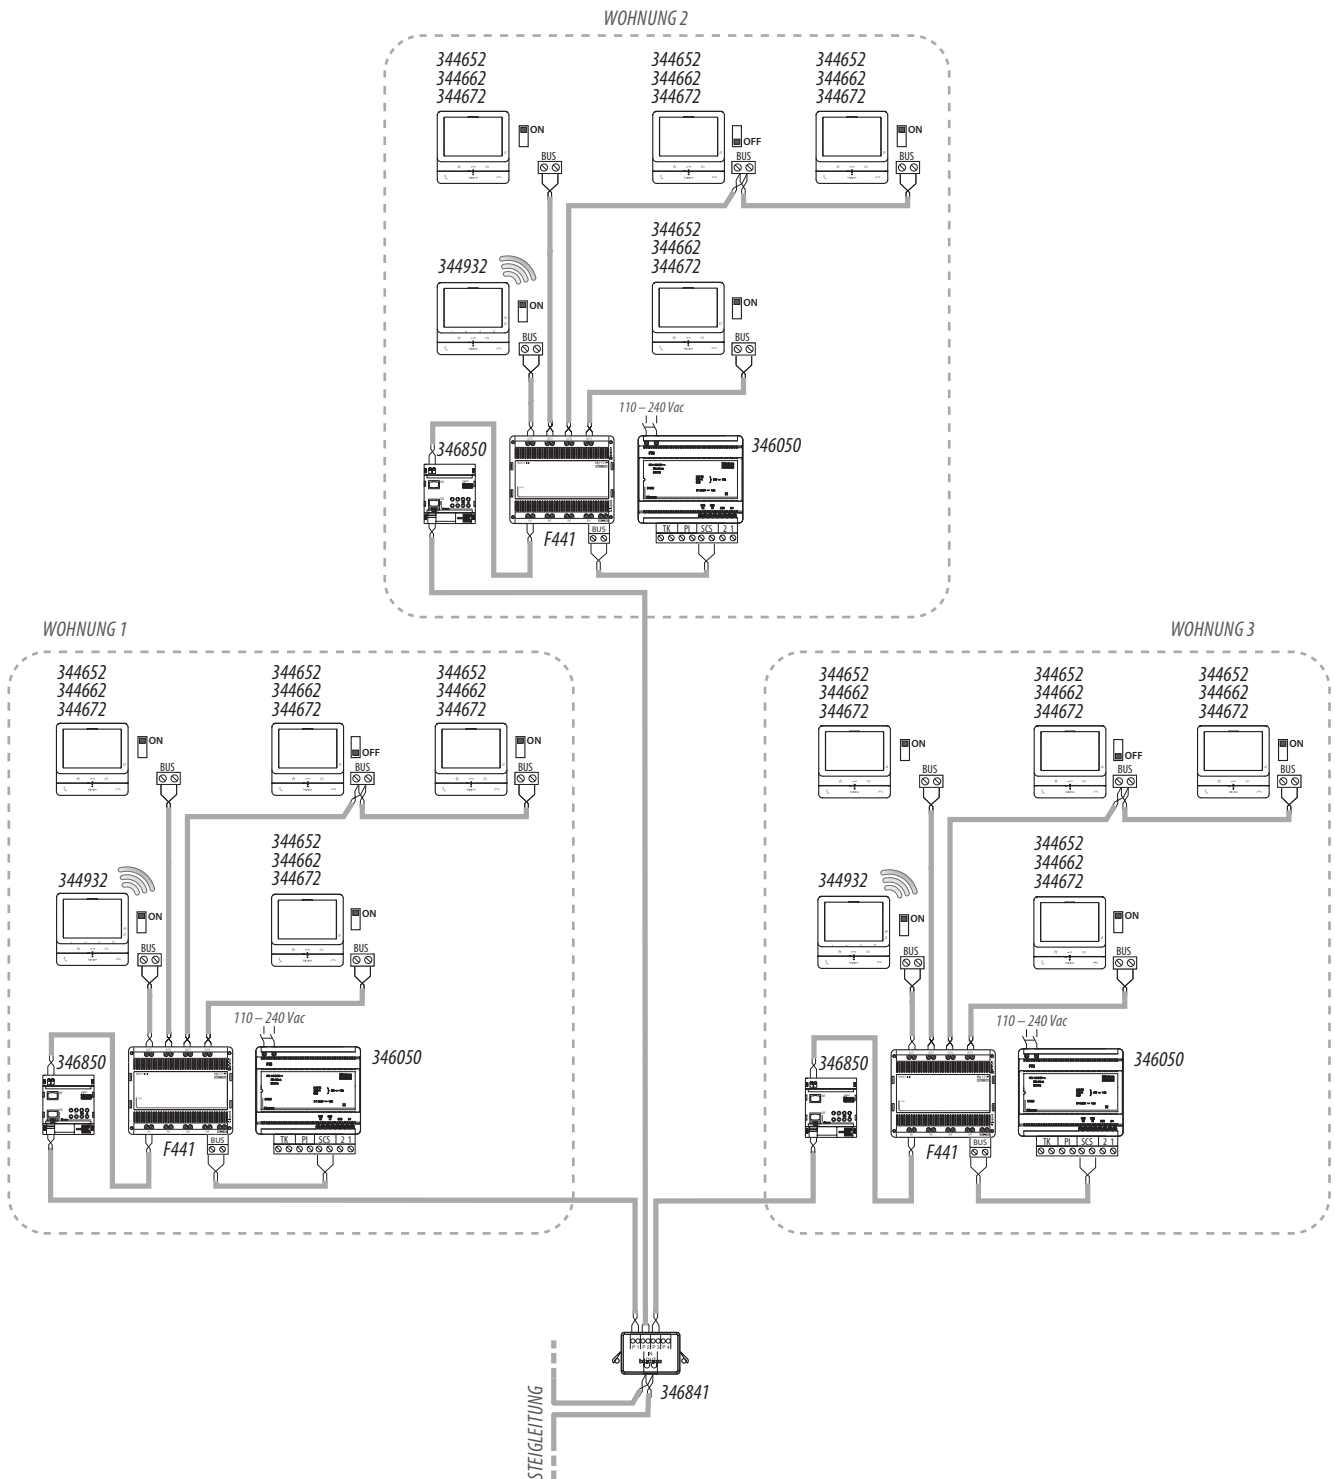 WOHNUNG 2
344652
344662
344672
ON
BUS
344652
344662
344672
OFF
BUS
344652
344662
344672
ON
BUS
344932
ON
BUS
344652
344662
344672
ON
BUS
110 – 240 Vac
346850
346050
F441
BUS
TK PI SCS 2 1
WOHNUNG 1
344652
344662
344672
ON
BUS
344652
344662
344672
OFF
BUS
344652
344662
344672
ON
BUS
344932
ON
BUS
344652
344662
344672
ON
BUS
110 – 240 Vac
346850
346050
F441
BUS
TK PI SCS 2 1
WOHNUNG 3
344652
344662
344672
ON
BUS
344652
344662
344672
OFF
BUS
344652
344662
344672
ON
BUS
344932
ON
BUS
344652
344662
344672
ON
BUS
110 – 240 Vac
346850
346050
F441
BUS
TK PI SCS 2 1
P 1 P 2 P 3 P 4
IN
346841
STEIGLEITUNG